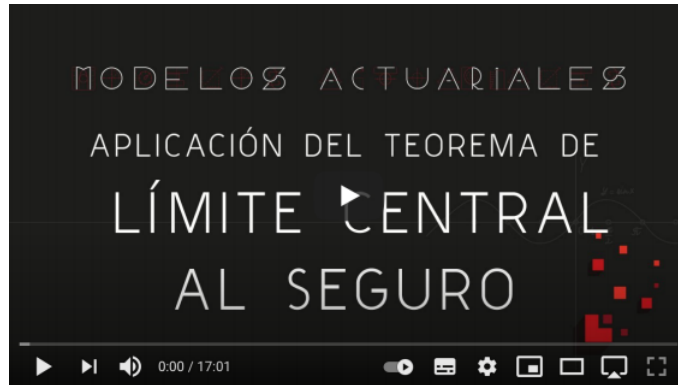 MODELOS ACTUARIALES
APLICACIÓN DEL TEOREMA DE
LÍMITE CENTRAL
AL SEGURO
0:00 / 17:01